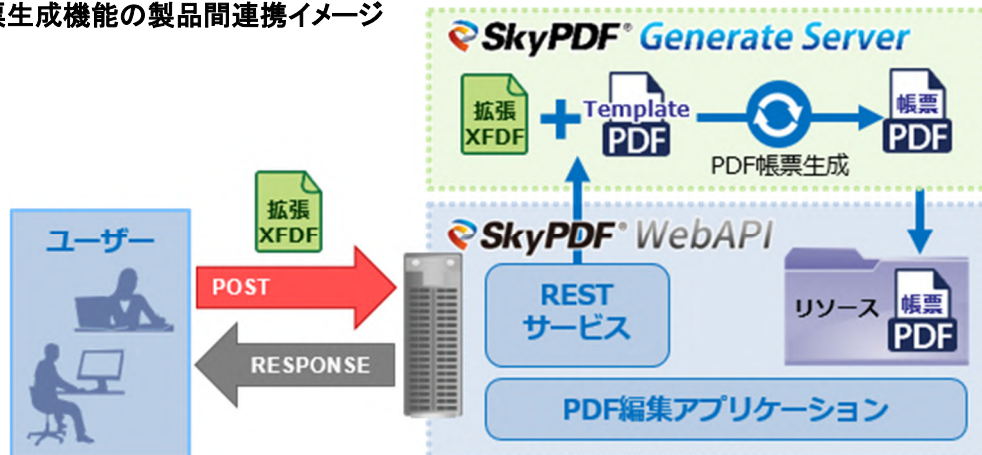 票生成機能の製品間連携イメージ
SkyPDF® Generate Server
拡張
XFDF
Template
PDF
帳票
PDF
PDF帳票生成
拡張
XFDF
ユーザー
POST
RESPONSE
SkyPDF® WebAPI
REST
サービス
リソース
帳票
PDF
PDF編集アプリケーション